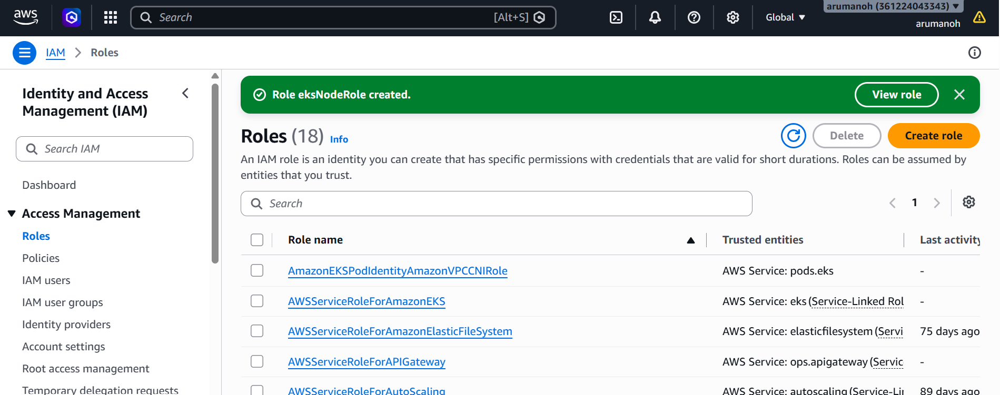 aws
Search [Alt+S]
Global
arumanoh (361224043343)
arumanoh
IAM > Roles
Identity and Access
Management (IAM)
Search IAM
Dashboard
Access Management
Roles
Policies
IAM users
IAM user groups
Identity providers
Account settings
Root access management
Temporary delegation requests
Role eksNodeRole created.
View role
Roles (18) Info
Delete
Create role
An IAM role is an identity you can create that has specific permissions with credentials that are valid for short durations. Roles can be assumed by
entities that you trust.
Search
1
Role name Trusted entities Last activity
AmazonEKSPodIdentityAmazonVPCCNIRole AWS Service: pods.eks -
AWSServiceRoleForAmazonEKS AWS Service: eks (Service-Linked Rol -
AWSServiceRoleForAmazonElasticFileSystem AWS Service: elasticfilesystem (Servi 75 days ago
AWSServiceRoleForAPIGateway AWS Service: ops.apigateway (Servic -
AWSServiceRoleForAutoScaling AWS Service: autoscaling (Service-Li 89 days ago